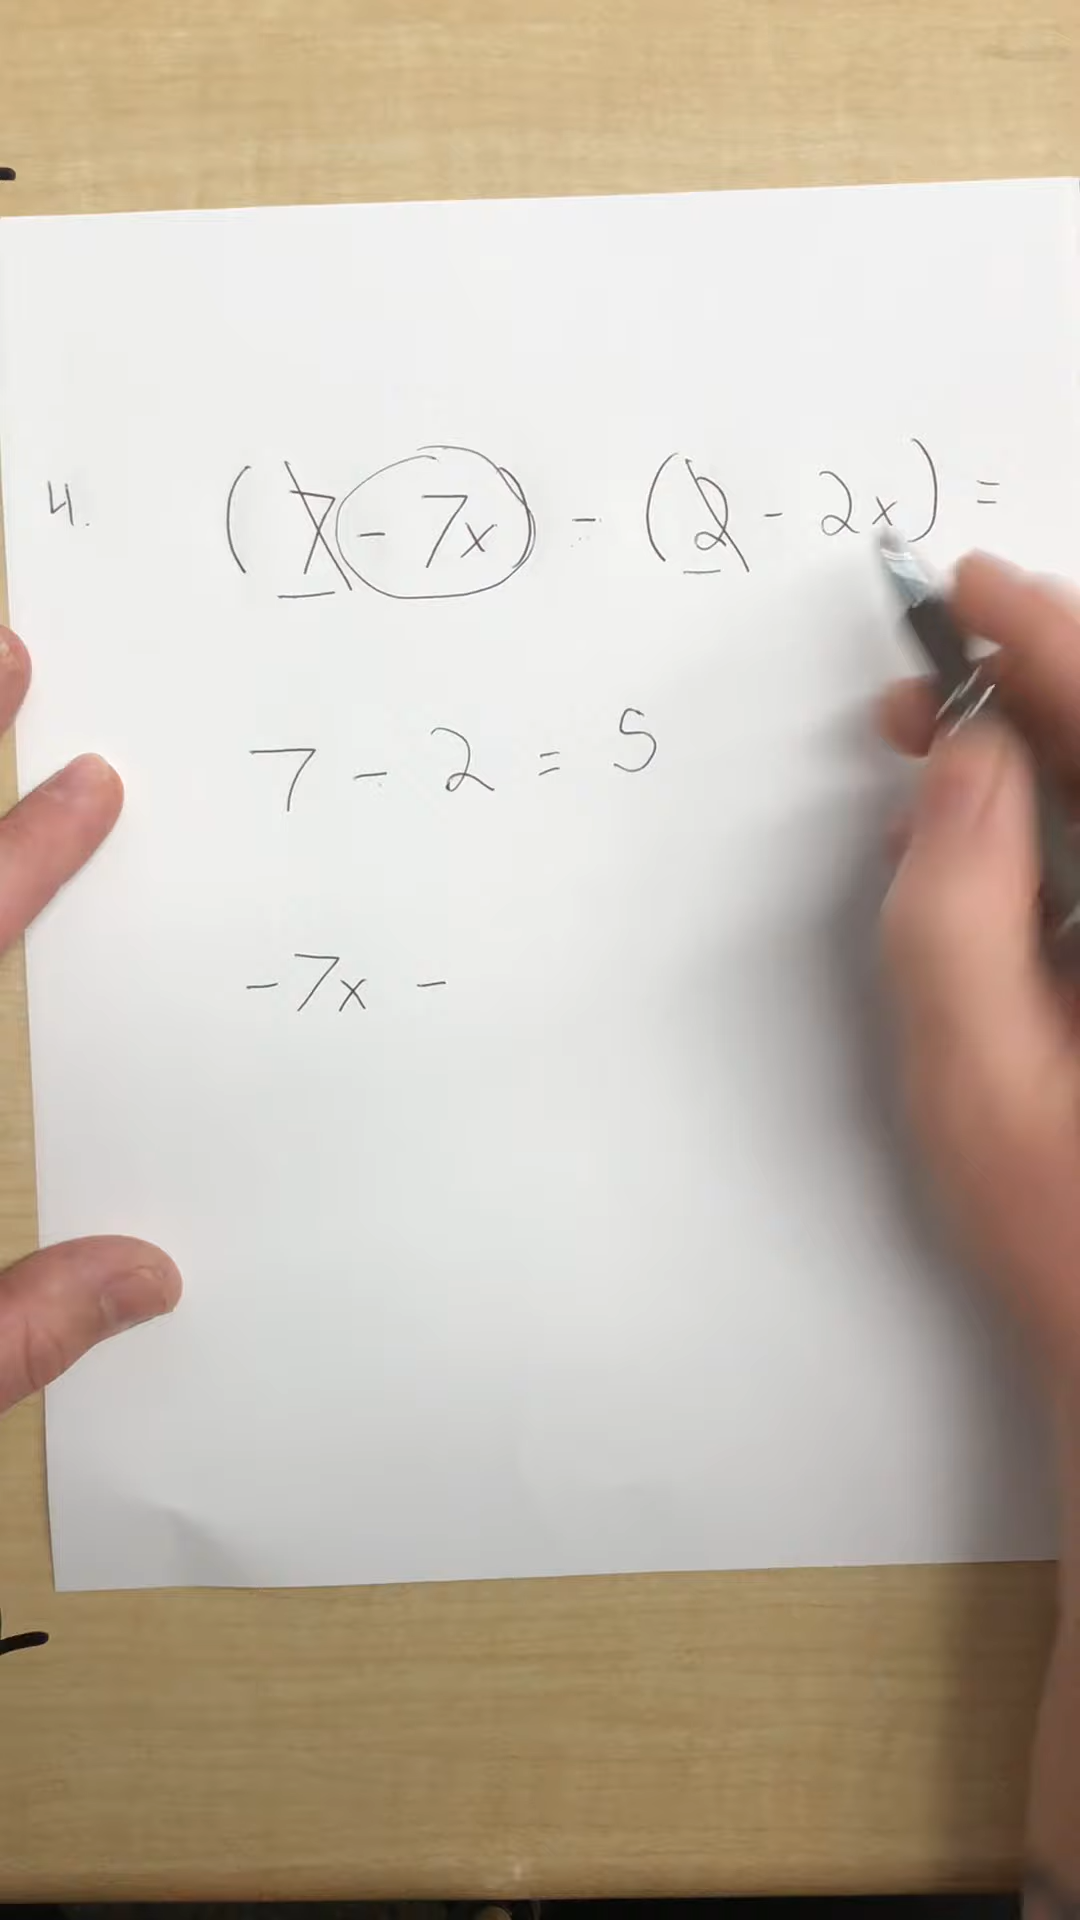 4. (7 - 7x) - (2 - 2x) =
7 - 2 = 5
-7x -